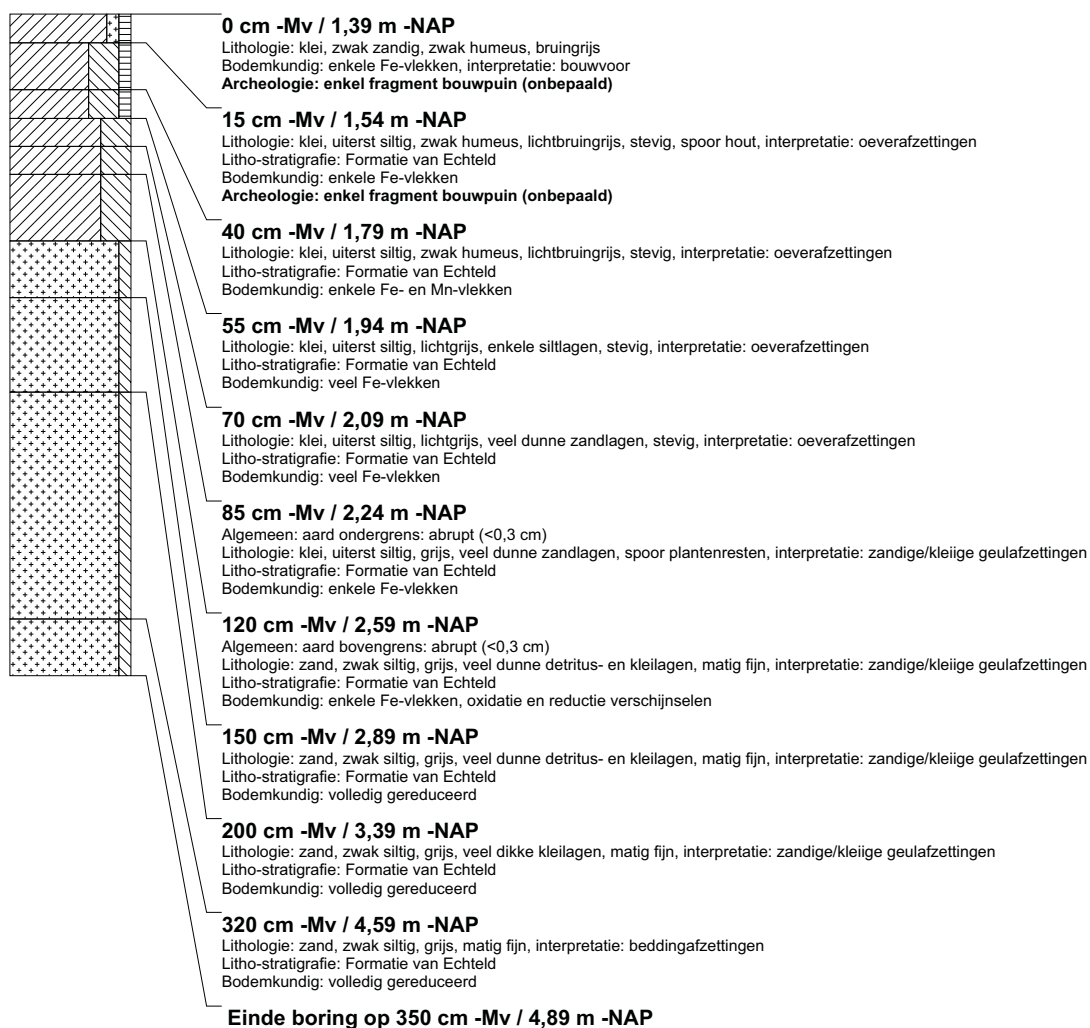 0 cm -Mv / 1,39 m -NAP
Lithologie: klei, zwak zandig, zwak humeus, bruingrijs
Bodemkundig: enkele Fe-vlekken, interpretatie: bouwvoor
Archeologie: enkel fragment bouwpuin (onbepaald)
15 cm -Mv / 1,54 m -NAP
Lithologie: klei, uiterst siltig, zwak humeus, lichtbruingrijs, stevig, spoor hout, interpretatie: oeverafzettingen
Litho-stratigrafie: Formatie van Echteld
Bodemkundig: enkele Fe-vlekken
Archeologie: enkel fragment bouwpuin (onbepaald)
40 cm -Mv / 1,79 m -NAP
Lithologie: klei, uiterst siltig, zwak humeus, lichtbruingrijs, stevig, interpretatie: oeverafzettingen
Litho-stratigrafie: Formatie van Echteld
Bodemkundig: enkele Fe- en Mn-vlekken
55 cm -Mv / 1,94 m -NAP
Lithologie: klei, uiterst siltig, lichtgrijs, enkele siltlagen, stevig, interpretatie: oeverafzettingen
Litho-stratigrafie: Formatie van Echteld
Bodemkundig: veel Fe-vlekken
70 cm -Mv / 2,09 m -NAP
Lithologie: klei, uiterst siltig, lichtgrijs, veel dunne zandlagen, stevig, interpretatie: oeverafzettingen
Litho-stratigrafie: Formatie van Echteld
Bodemkundig: veel Fe-vlekken
85 cm -Mv / 2,24 m -NAP
Algemeen: aard ondergrens: abrupt (<0,3 cm)
Lithologie: klei, uiterst siltig, grijs, veel dunne zandlagen, spoor plantenresten, interpretatie: zandige/kleiige geulafzettingen
Litho-stratigrafie: Formatie van Echteld
Bodemkundig: enkele Fe-vlekken
120 cm -Mv / 2,59 m -NAP
Algemeen: aard bovengrens: abrupt (<0,3 cm)
Lithologie: zand, zwak siltig, grijs, veel dunne detritus- en kleilagen, matig fijn, interpretatie: zandige/kleiige geulafzettingen
Litho-stratigrafie: Formatie van Echteld
Bodemkundig: enkele Fe-vlekken, oxidatie en reductie verschijnselen
150 cm -Mv / 2,89 m -NAP
Lithologie: zand, zwak siltig, grijs, veel dunne detritus- en kleilagen, matig fijn, interpretatie: zandige/kleiige geulafzettingen
Litho-stratigrafie: Formatie van Echteld
Bodemkundig: volledig gereduceerd
200 cm -Mv / 3,39 m -NAP
Lithologie: zand, zwak siltig, grijs, veel dikke kleilagen, matig fijn, interpretatie: zandige/kleiige geulafzettingen
Litho-stratigrafie: Formatie van Echteld
Bodemkundig: volledig gereduceerd
320 cm -Mv / 4,59 m -NAP
Lithologie: zand, zwak siltig, grijs, matig fijn, interpretatie: beddingafzettingen
Litho-stratigrafie: Formatie van Echteld
Bodemkundig: volledig gereduceerd
Einde boring op 350 cm -Mv / 4,89 m -NAP